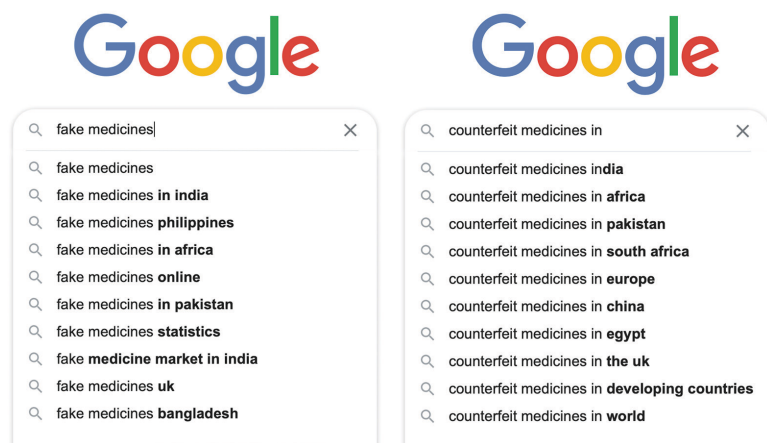 Google
fake medicines
fake medicines
fake medicines in india
fake medicines philippines
fake medicines in africa
fake medicines online
fake medicines in pakistan
fake medicines statistics
fake medicine market in india
fake medicines uk
fake medicines bangladesh
Google
counterfeit medicines in
counterfeit medicines india
counterfeit medicines in africa
counterfeit medicines in pakistan
counterfeit medicines in south africa
counterfeit medicines in europe
counterfeit medicines in china
counterfeit medicines in egypt
counterfeit medicines in the uk
counterfeit medicines in developing countries
counterfeit medicines in world